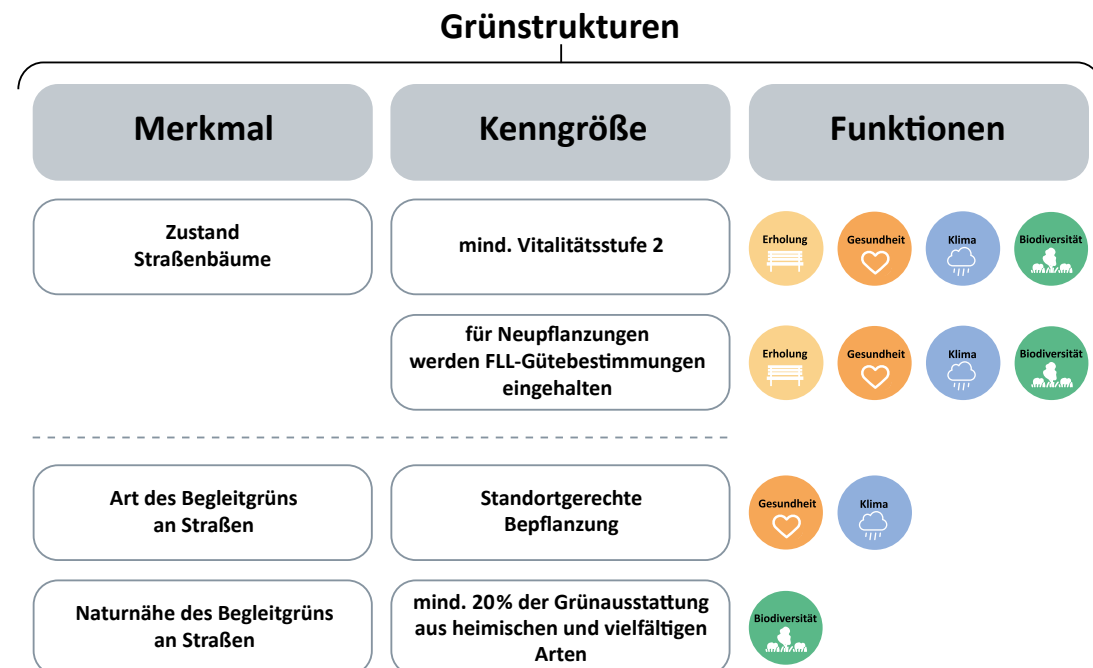 Grünstrukturen
Merkmal
Kenngröße
Funktionen
Zustand
Straßenbäume
mind. Vitalitätsstufe 2
Erholung
Gesundheit
Klima
Biodiversität
für Neupflanzungen
werden FLL-Gütebestimmungen
eingehalten
Erholung
Gesundheit
Klima
Biodiversität
Art des Begleitgrüns
an Straßen
Standortgerechte
Bepflanzung
Gesundheit
Klima
Naturnähe des Begleitgrüns
an Straßen
mind. 20% der Grünausstattung
aus heimischen und vielfältigen
Arten
Biodiversität